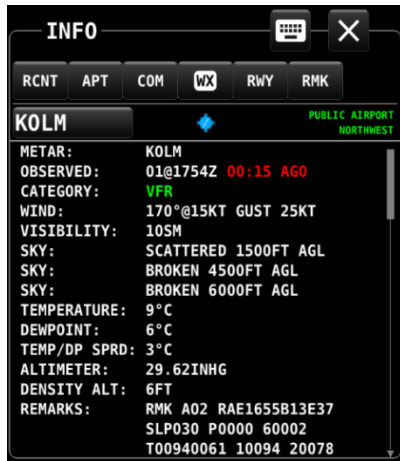 INFO
RCNT APT COM WX RWY RMK
KOLM
PUBLIC AIRPORT
NORTHWEST
METAR: KOLM
OBSERVED: 01@1754Z 00:15 AGO
CATEGORY: VFR
WIND: 170°@15KT GUST 25KT
VISIBILITY: 10SM
SKY: SCATTERED 1500FT AGL
SKY: BROKEN 4500FT AGL
SKY: BROKEN 6000FT AGL
TEMPERATURE: 9°C
DEWPOINT: 6°C
TEMP/DP SPRD: 3°C
ALTIMETER: 29.62INHG
DENSITY ALT: 6FT
REMARKS: RMK AO2 RAE1655B13E37
SLP030 P0000 60002
T00940061 10094 20078